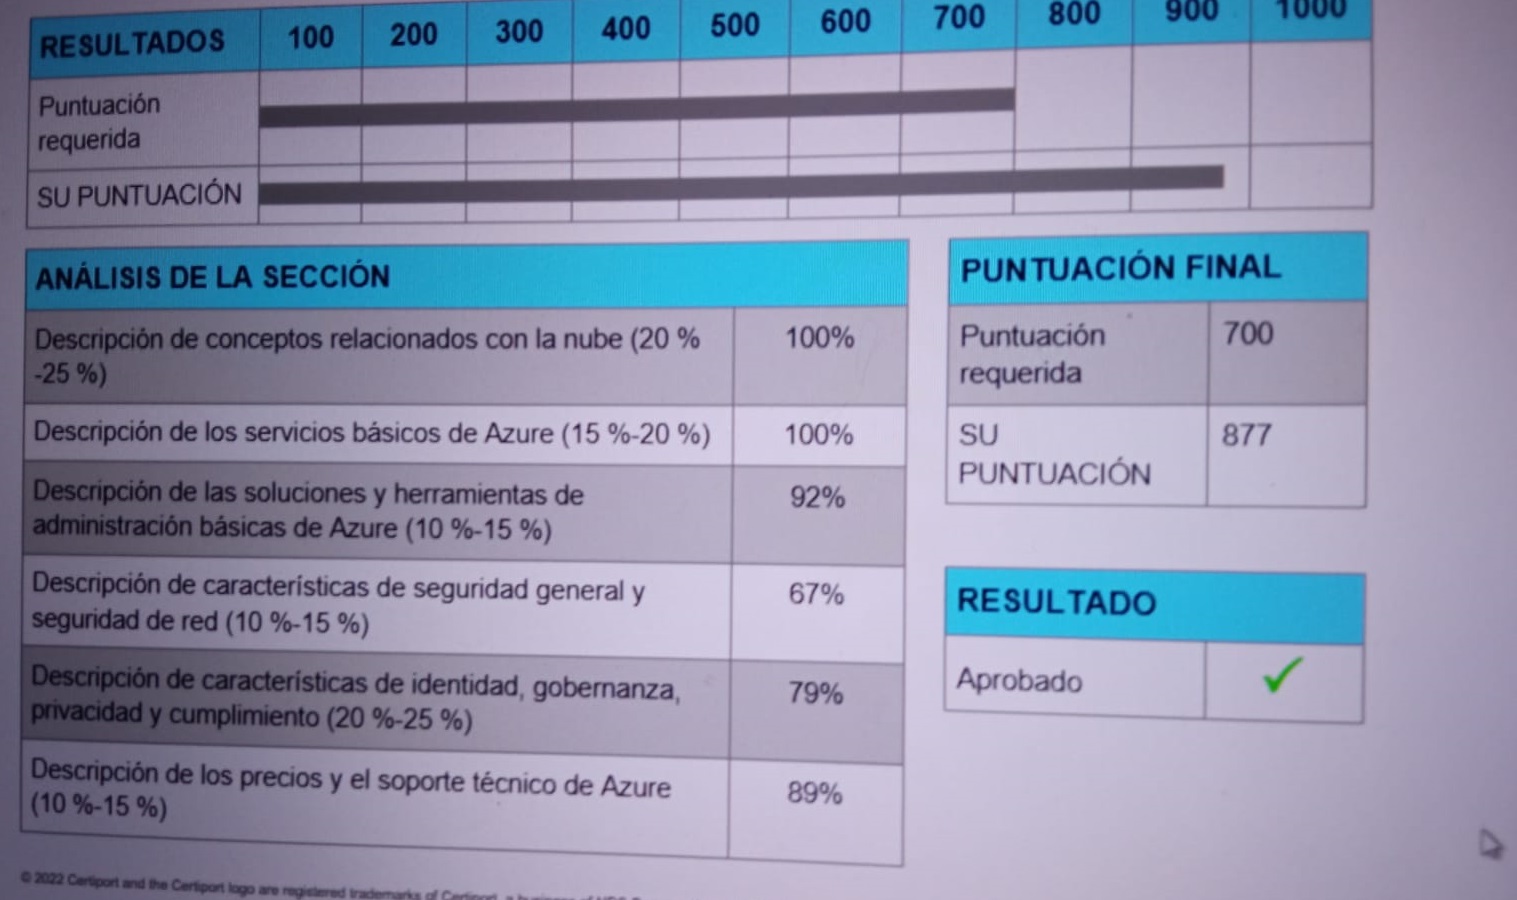 RESULTADOS 100 200 300 400 500 600 700 800 900 1000
Puntuación
requerida
SU PUNTUACIÓN
ANÁLISIS DE LA SECCIÓN
Descripción de conceptos relacionados con la nube (20 % 100%
-25 %)
Descripción de los servicios básicos de Azure (15 %-20 %) 100%
Descripción de las soluciones y herramientas de 92%
administración básicas de Azure (10 %-15 %)
Descripción de características de seguridad general y 67%
seguridad de red (10 %-15 %)
Descripción de características de identidad, gobernanza, 79%
privacidad y cumplimiento (20 %-25 %)
Descripción de los precios y el soporte técnico de Azure 89%
(10 %-15 %)
PUNTUACIÓN FINAL
Puntuación 700
requerida
SU 877
PUNTUACIÓN
RESULTADO
Aprobado
© 2022 Certiport and the Certiport logo are registered trademarks of Certiport, a business of